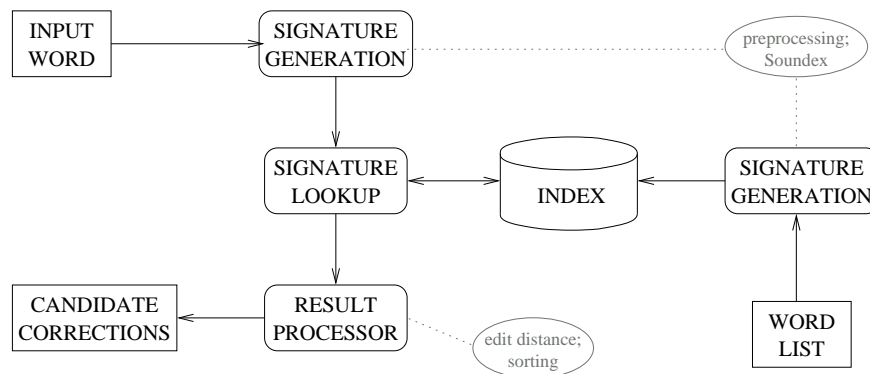 INPUT
WORD
SIGNATURE
GENERATION
preprocessing;
Soundex
SIGNATURE
LOOKUP
INDEX
SIGNATURE
GENERATION
CANDIDATE
CORRECTIONS
RESULT
PROCESSOR
edit distance;
sorting
WORD
LIST